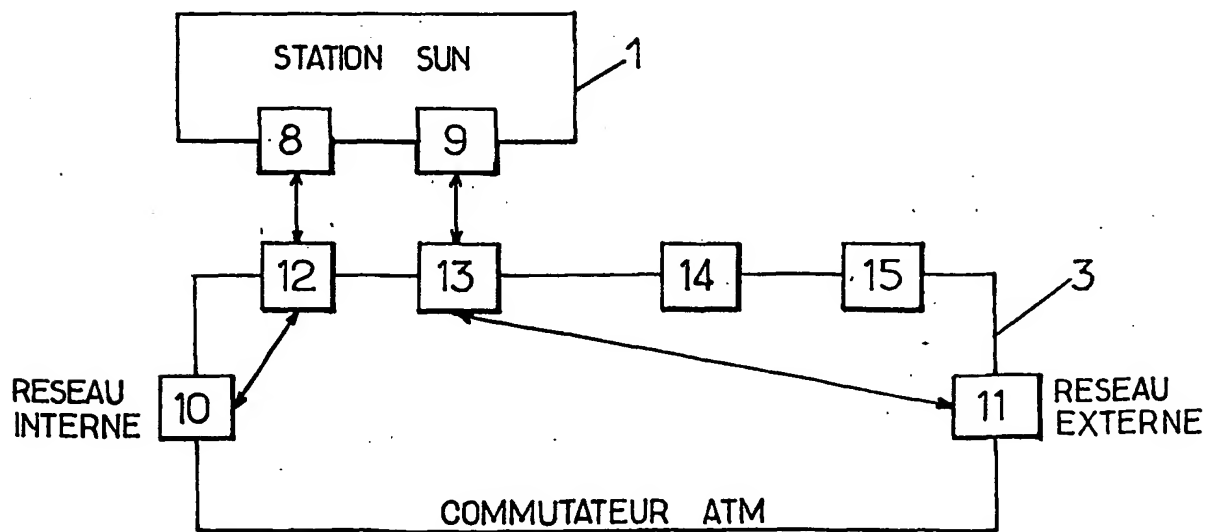 STATION SUN
1
8
9
12
13
14
15
3
RESEAU
INTERNE
10
11
RESEAU
EXTERNE
COMMUTATEUR ATM